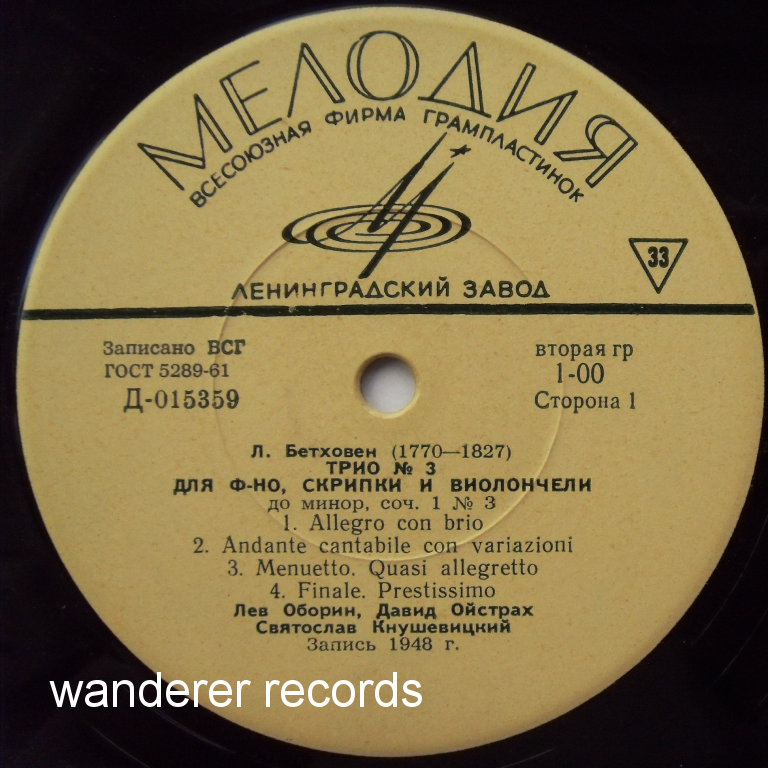 МЕЛОДИЯ
ВСЕСОЮЗНАЯ ФИРМА ГРАМПЛАСТИНОК
33
ЛЕНИНГРАДСКИЙ ЗАВОД
Записано ВСГ
ГОСТ 5289-61
Д-015359
вторая гр
1-00
Сторона 1
Л. Бетховен (1770—1827)
ТРИО № 3
ДЛЯ Ф-НО, СКРИПКИ И ВИОЛОНЧЕЛИ
до минор, соч. 1 № 3
1. Allegro con brio
2. Andante cantabile con variazioni
3. Menuetto. Quasi allegretto
4. Finale. Prestissimo
Лев Оборин, Давид Ойстрах
Святослав Кнушевицкий
Запись 1948 г.
wanderer records